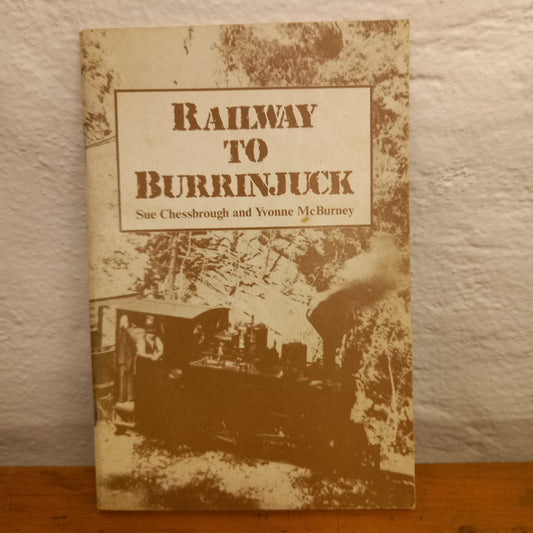 RAILWAY
TO
BURRINJUCK
Sue Chessbrough and Yvonne McBurney